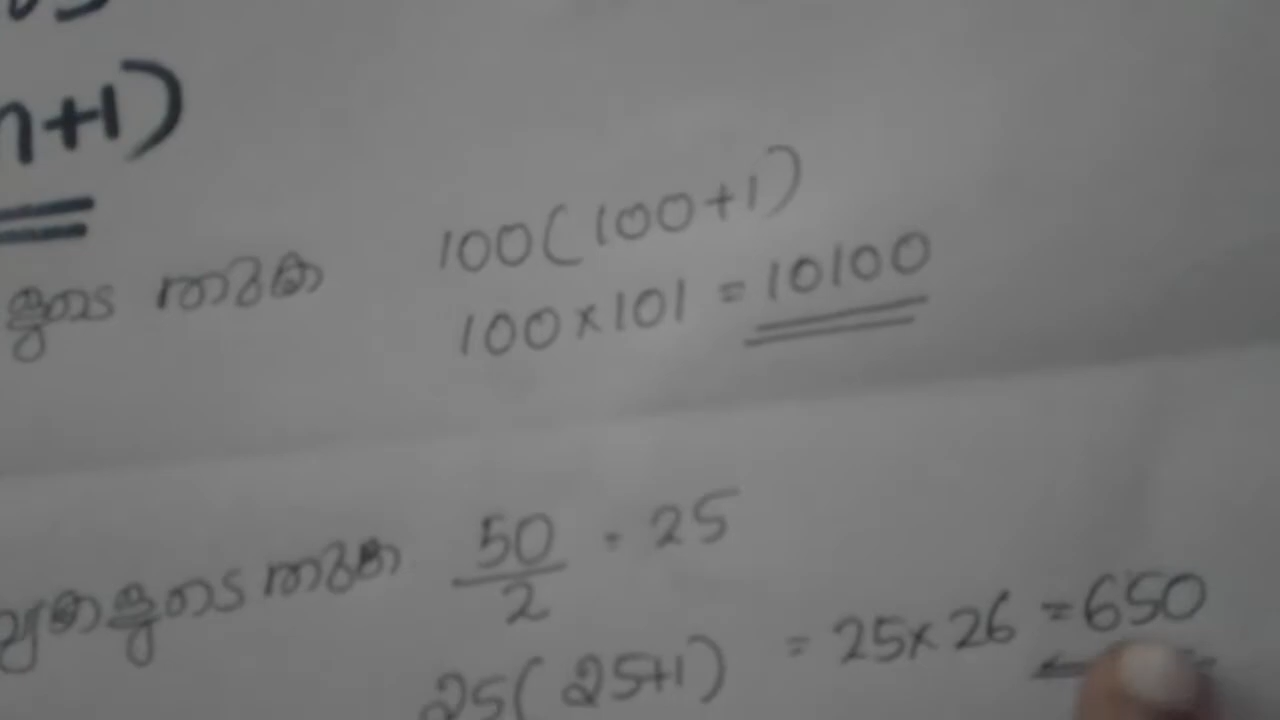 n+1)
ളുടെ തുക 100(100+1)
100×101 = 10100
ളുടെ തുക 50/2 = 25
25(25+1) = 25×26 = 650